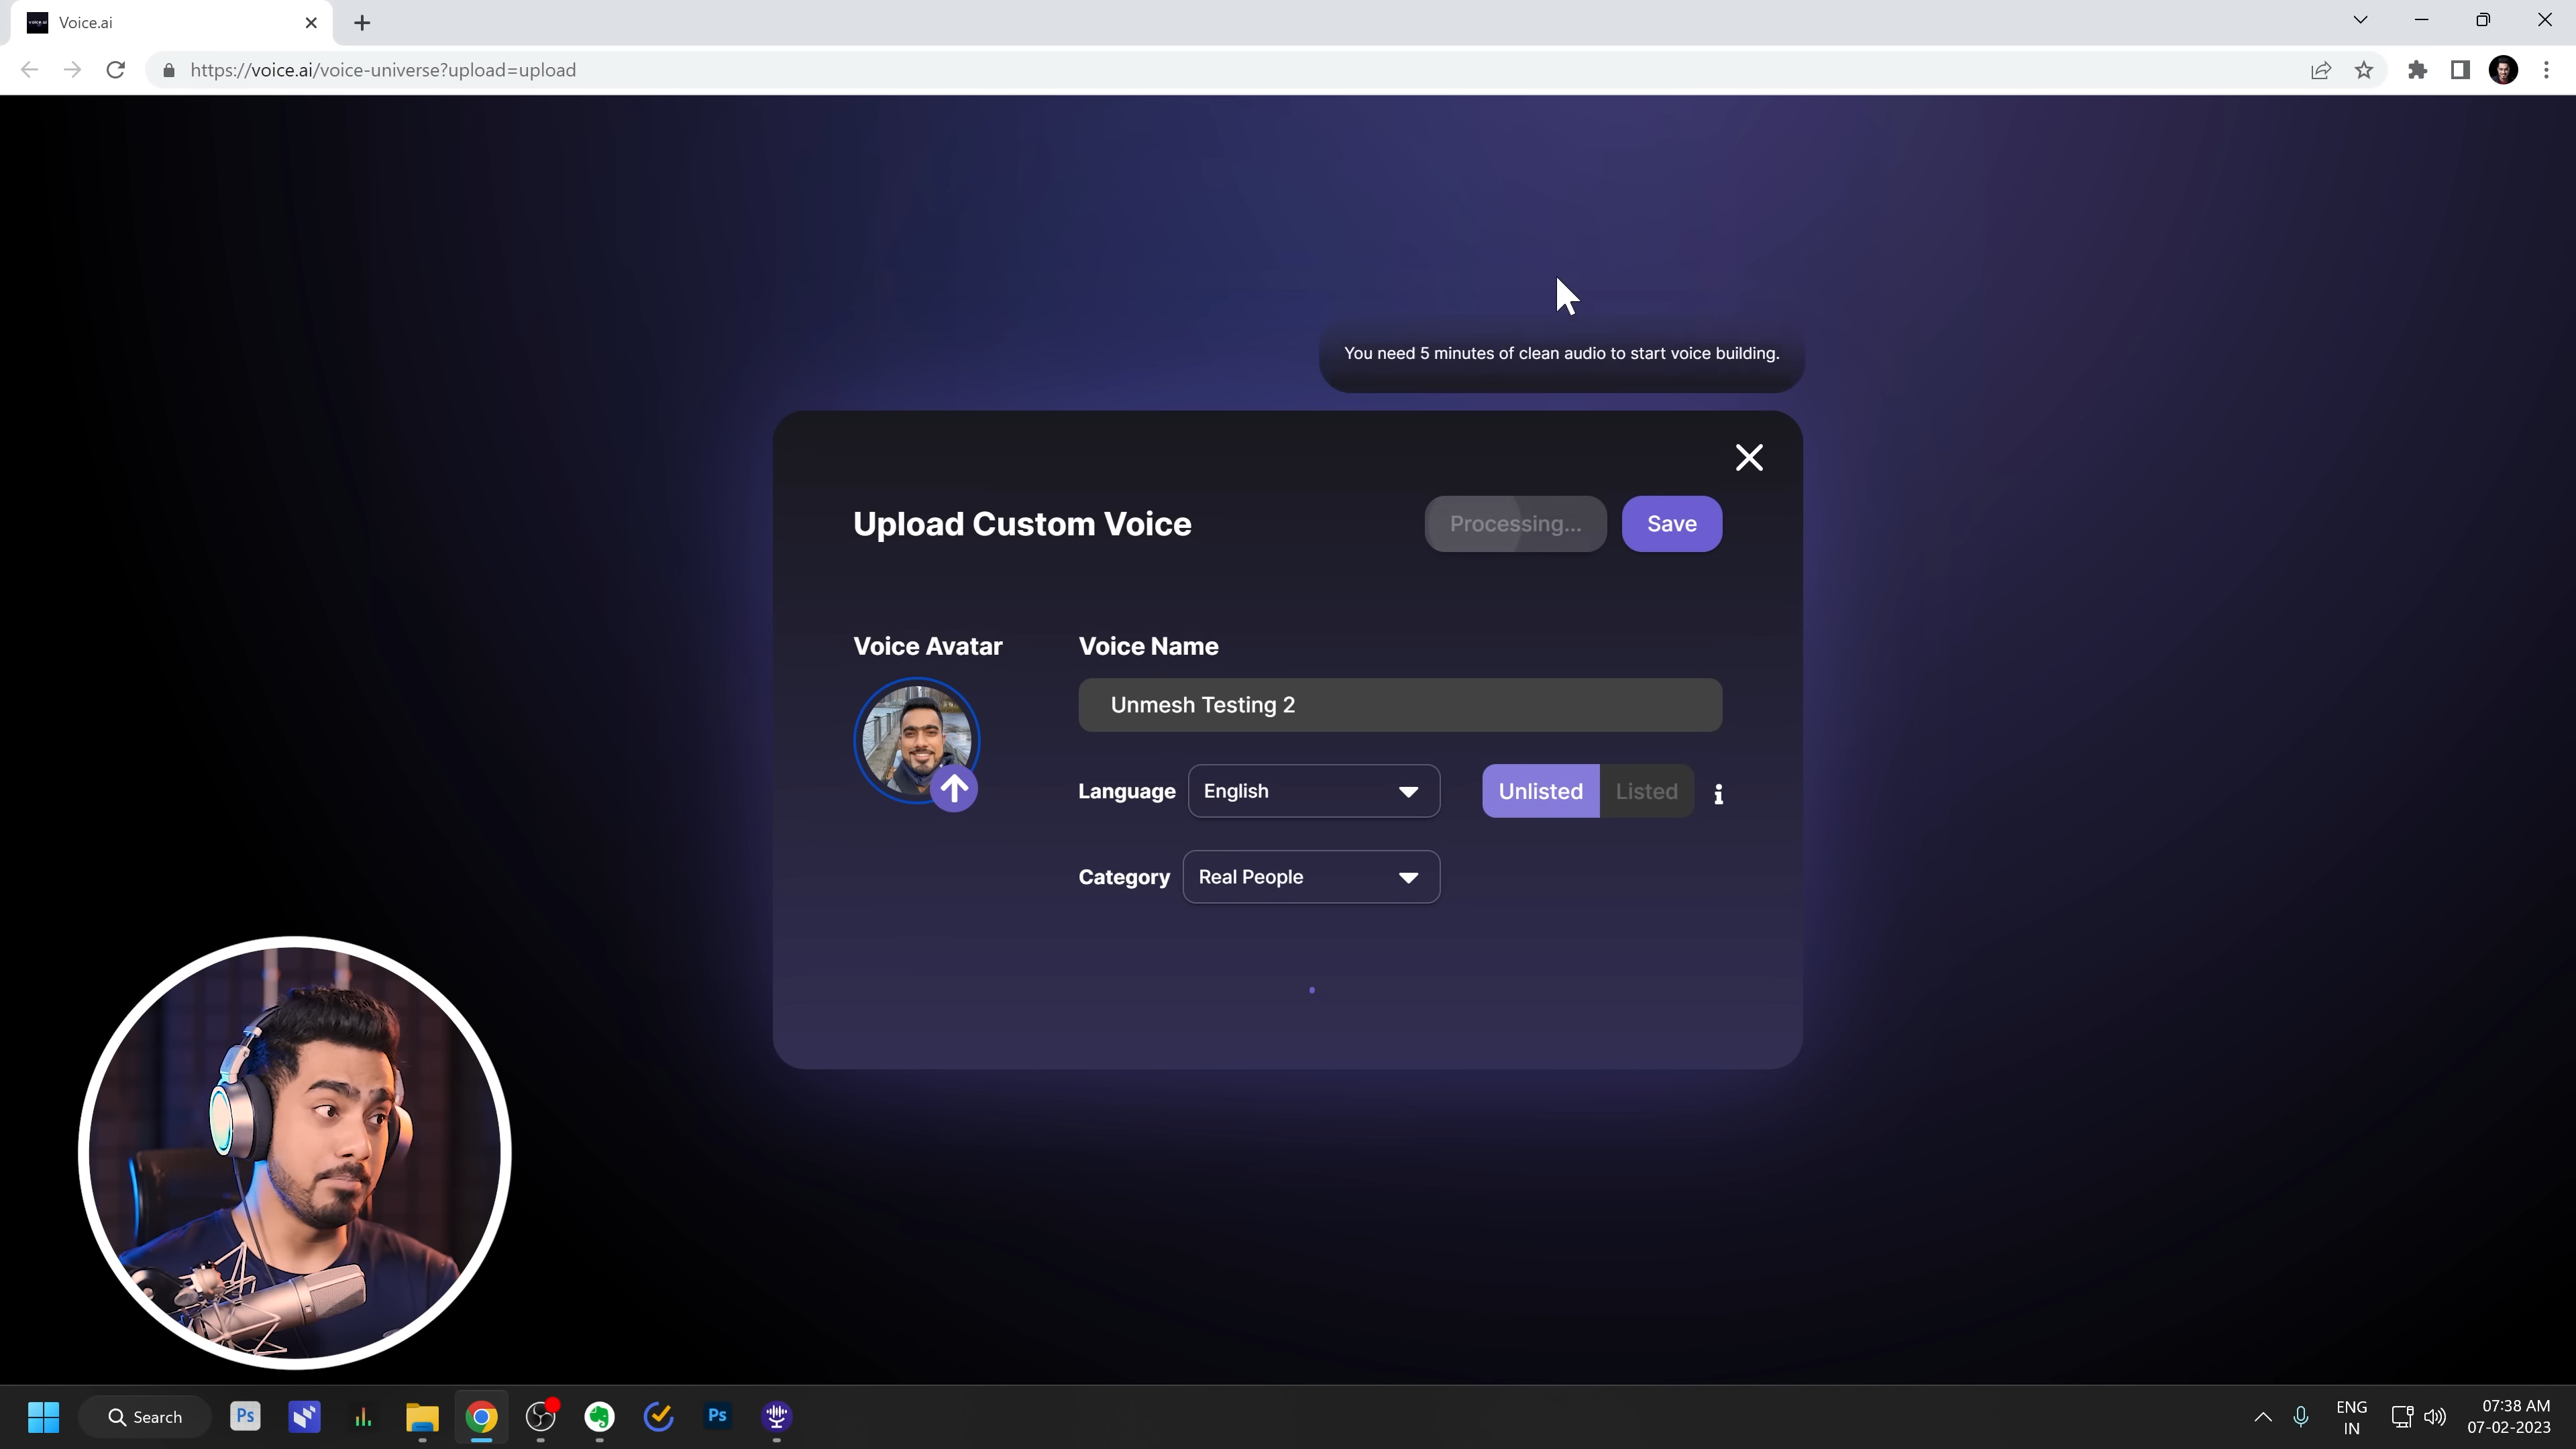 Voice.ai
https://voice.ai/voice-universe?upload=upload
You need 5 minutes of clean audio to start voice building.
Upload Custom Voice
Processing...
Save
Voice Avatar
Voice Name
Unmesh Testing 2
Language
English
Unlisted
Listed
Category
Real People
Search
Ps
Ps
ENG
IN
07:38 AM
07-02-2023